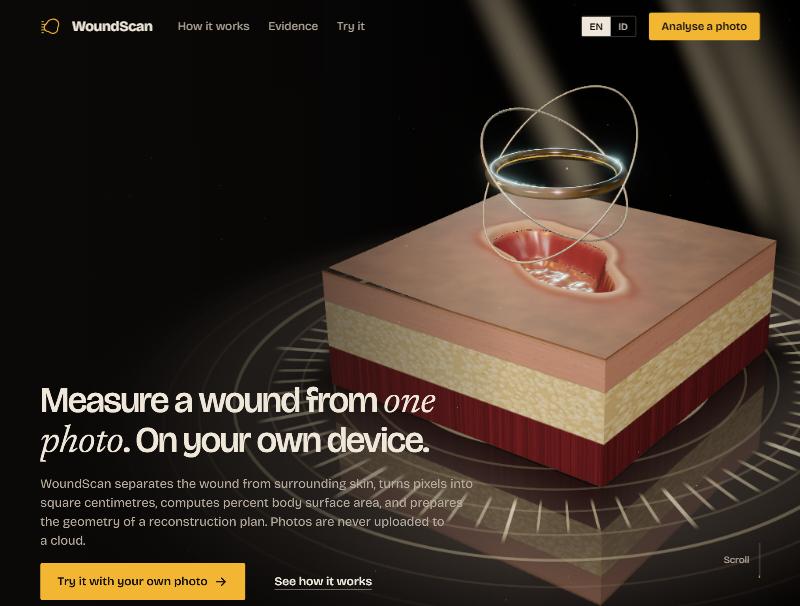 WoundScan
How it works
Evidence
Try it
EN
ID
Analyse a photo
Measure a wound from one
photo. On your own device.
WoundScan separates the wound from surrounding skin, turns pixels into
square centimetres, computes percent body surface area, and prepares
the geometry of a reconstruction plan. Photos are never uploaded to
a cloud.
Try it with your own photo →
See how it works
Scroll